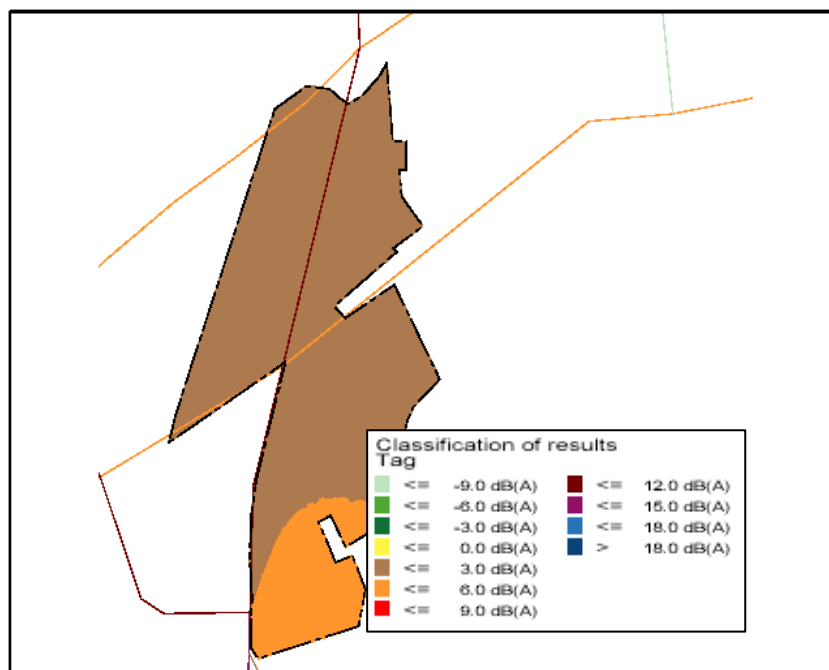 Classification of results
Tag
<= -9.0 dB(A)
<= -6.0 dB(A)
<= -3.0 dB(A)
<= 0.0 dB(A)
<= 3.0 dB(A)
<= 6.0 dB(A)
<= 9.0 dB(A)
<= 12.0 dB(A)
<= 15.0 dB(A)
<= 18.0 dB(A)
> 18.0 dB(A)